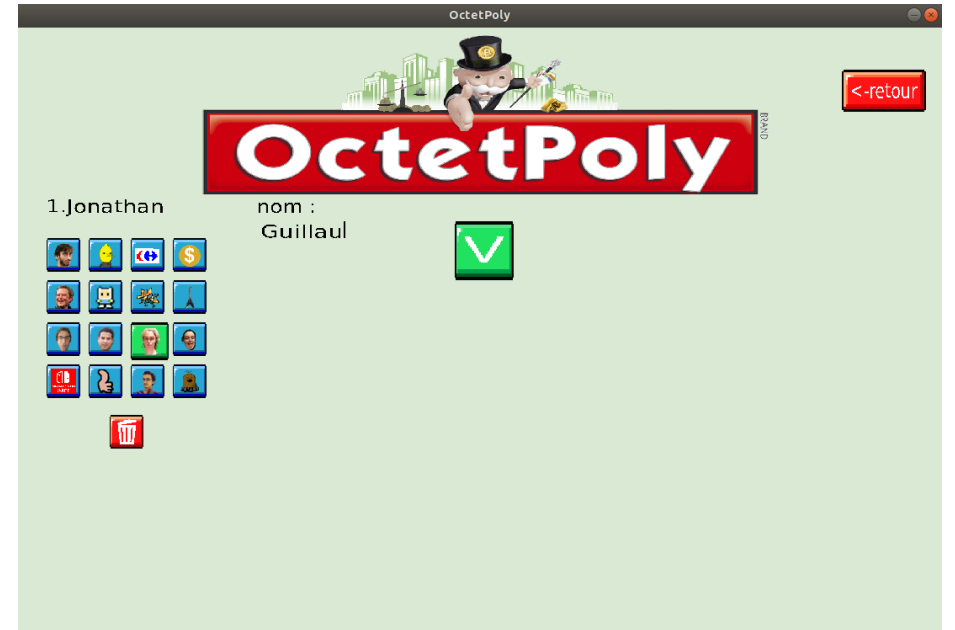 OctetPoly
<-retour
BRAND
OctetPoly
1.Jonathan
nom :
Guillaul
V